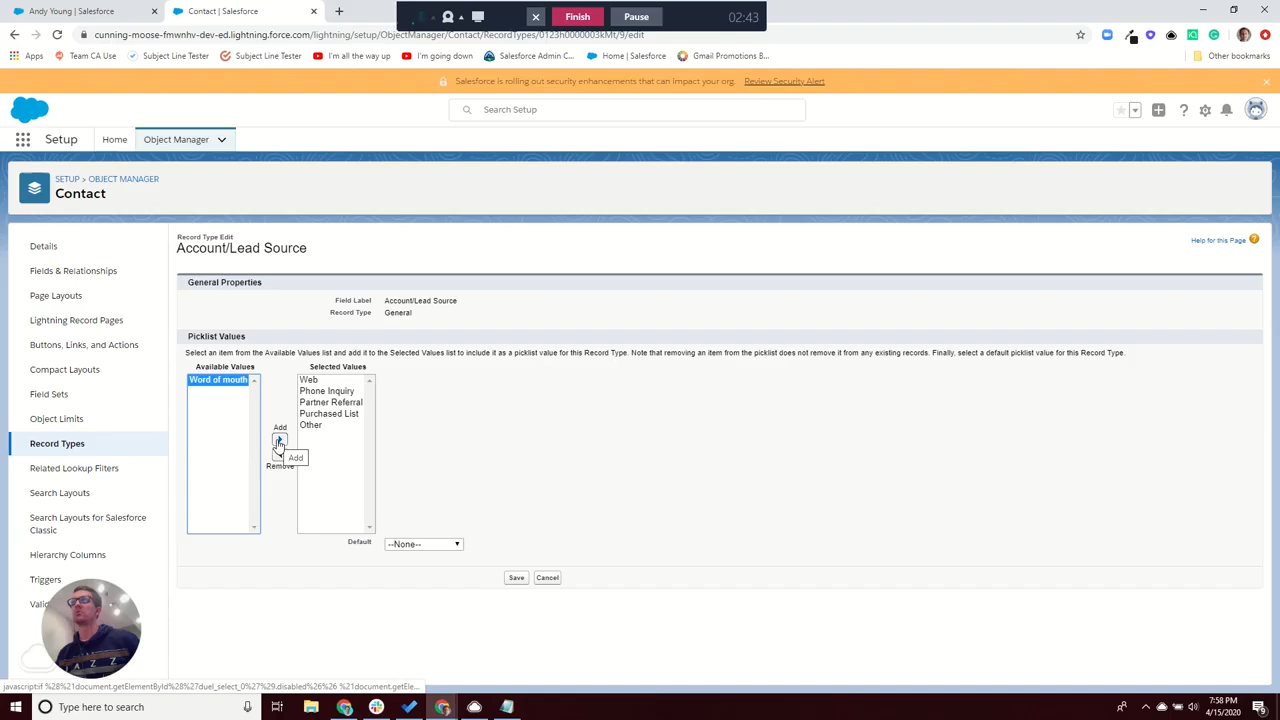 Andy Young | Salesforce
Contact | Salesforce
Finish
Pause
02:43
cunning-moose-fmwnhv-dev-ed.lightning.force.com/lightning/setup/ObjectManager/Contact/RecordTypes/0123h0000003kMt/9/edit
Apps
Team CA Use
Subject Line Tester
Subject Line Tester
I'm all the way up
I'm going down
Salesforce Admin C...
Home | Salesforce
Gmail Promotions B...
Other bookmarks
Salesforce is rolling out security enhancements that can impact your org. Review Security Alert
Search Setup
Setup
Home
Object Manager
SETUP > OBJECT MANAGER
Contact
Details
Fields & Relationships
Page Layouts
Lightning Record Pages
Buttons, Links, and Actions
Compact Layouts
Field Sets
Object Limits
Record Types
Related Lookup Filters
Search Layouts
Search Layouts for Salesforce
Classic
Hierarchy Columns
Triggers
Vali
Record Type Edit
Account/Lead Source
Help for this Page
General Properties
Field Label Account/Lead Source
Record Type General
Picklist Values
Select an item from the Available Values list and add it to the Selected Values list to include it as a picklist value for this Record Type. Note that removing an item from the picklist does not remove it from any existing records. Finally, select a default picklist value for this Record Type.
Available Values
Word of mouth
Add
Add
Remove
Selected Values
Web
Phone Inquiry
Partner Referral
Purchased List
Other
Default --None--
Save
Cancel
javascript:if %28%21document.getElementById%28%27duel_select_0%27%29.disabled%26%26 %21document.getEle...
Type here to search
7:58 PM
4/15/2020